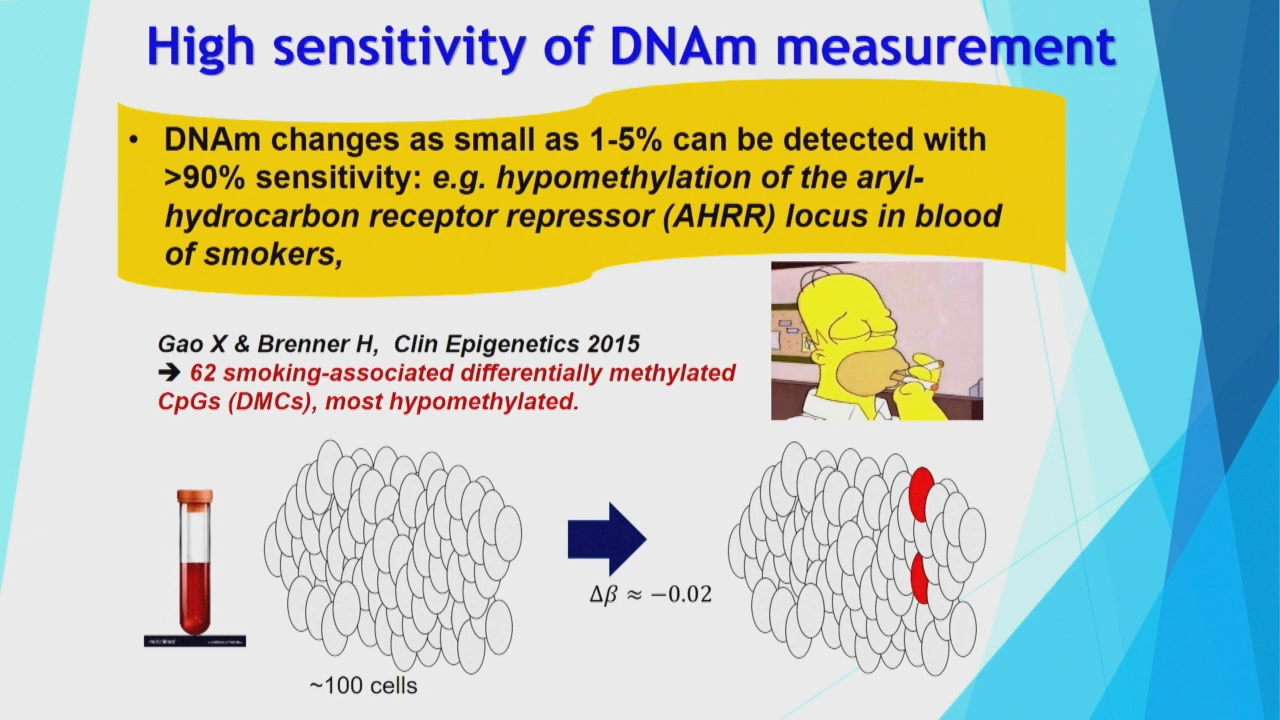 High sensitivity of DNAm measurement
• DNAm changes as small as 1-5% can be detected with
>90% sensitivity: e.g. hypomethylation of the aryl-
hydrocarbon receptor repressor (AHRR) locus in blood
of smokers,
Gao X & Brenner H, Clin Epigenetics 2015
➔ 62 smoking-associated differentially methylated
CpGs (DMCs), most hypomethylated.
Δβ ≈ −0.02
~100 cells